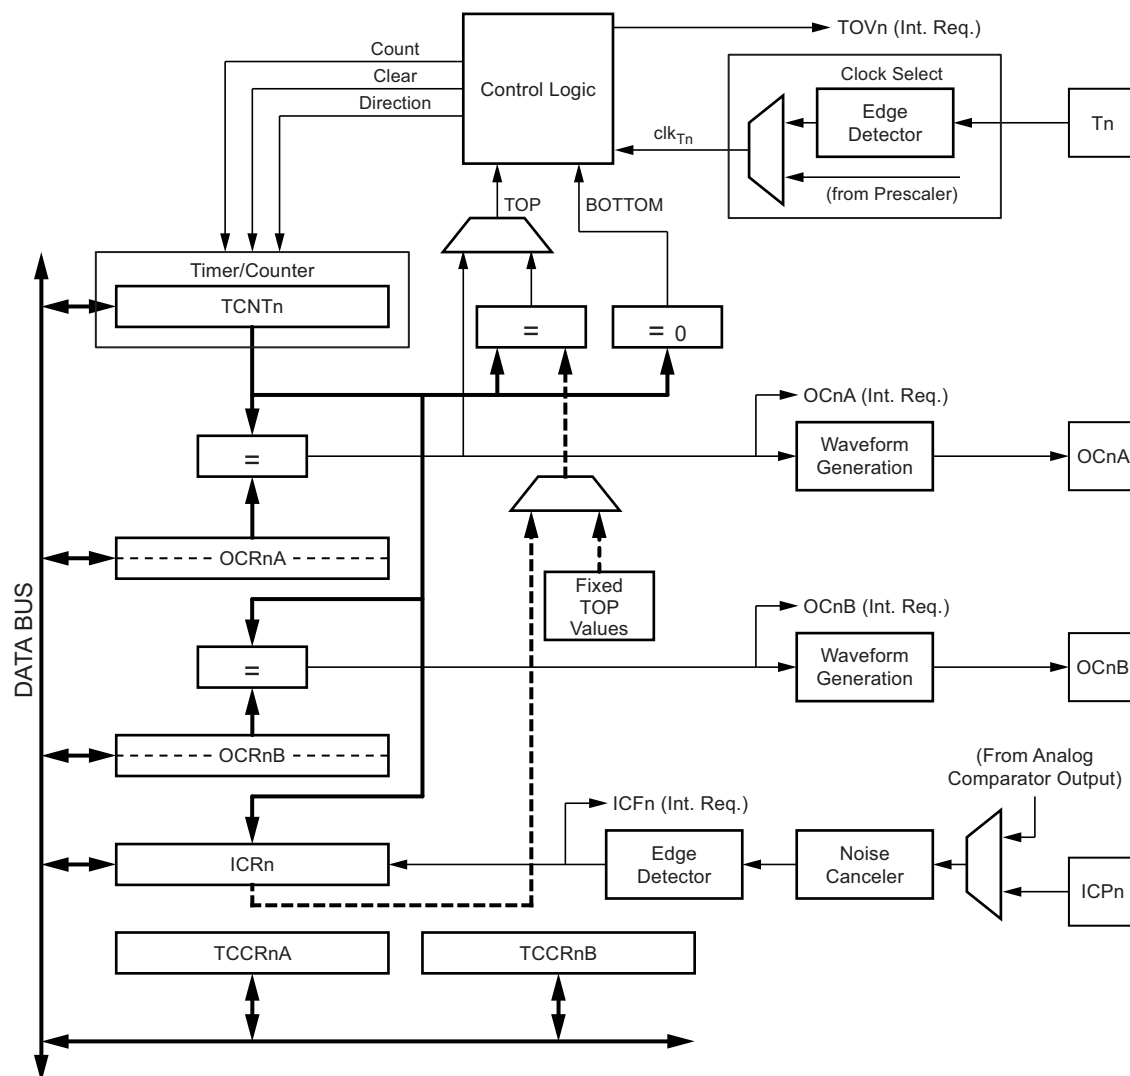 TOVn (Int. Req.)
Count
Clear
Direction
Control Logic
Clock Select
Edge
Detector
Tn
clkTn
(from Prescaler)
TOP
BOTTOM
Timer/Counter
TCNTn
=
= 0
OCnA (Int. Req.)
=
Waveform
Generation
OCnA
OCRnA
Fixed
TOP
Values
DATA BUS
OCnB (Int. Req.)
=
Waveform
Generation
OCnB
OCRnB
(From Analog
Comparator Output)
ICFn (Int. Req.)
ICRn
Edge
Detector
Noise
Canceler
ICPn
TCCRnA
TCCRnB